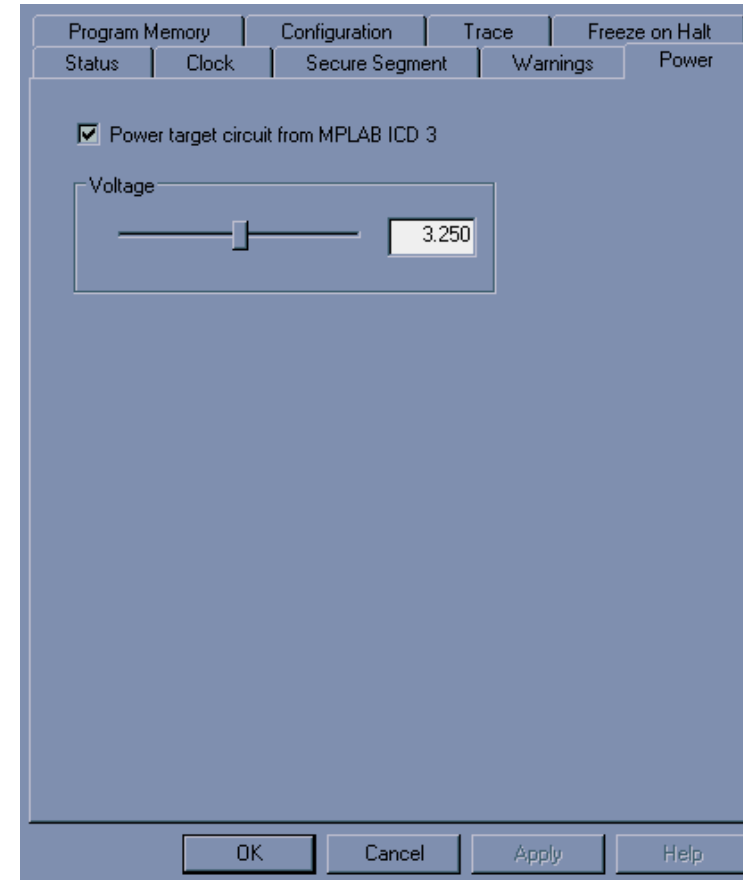 Program Memory Configuration Trace Freeze on Halt
Status Clock Secure Segment Warnings Power
Power target circuit from MPLAB ICD 3
Voltage
3.250
OK Cancel Apply Help